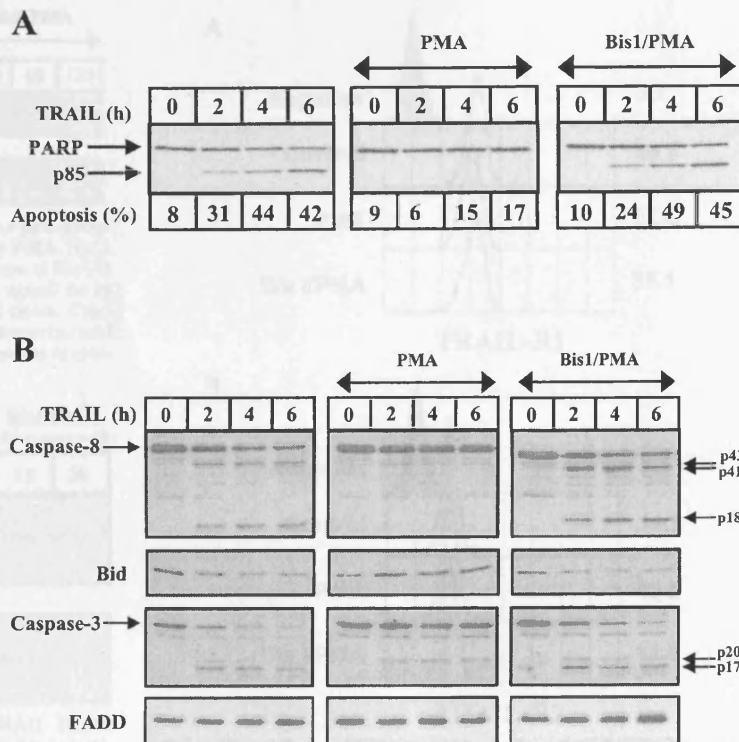 A
PMA
Bis1/PMA
TRAIL (h) 0 2 4 6 0 2 4 6 0 2 4 6
PARP
p85
Apoptosis (%) 8 31 44 42 9 6 15 17 10 24 49 45
B
PMA
Bis1/PMA
TRAIL (h) 0 2 4 6 0 2 4 6 0 2 4 6
Caspase-8
p43
p41
p18
Bid
Caspase-3
p20
p17
FADD